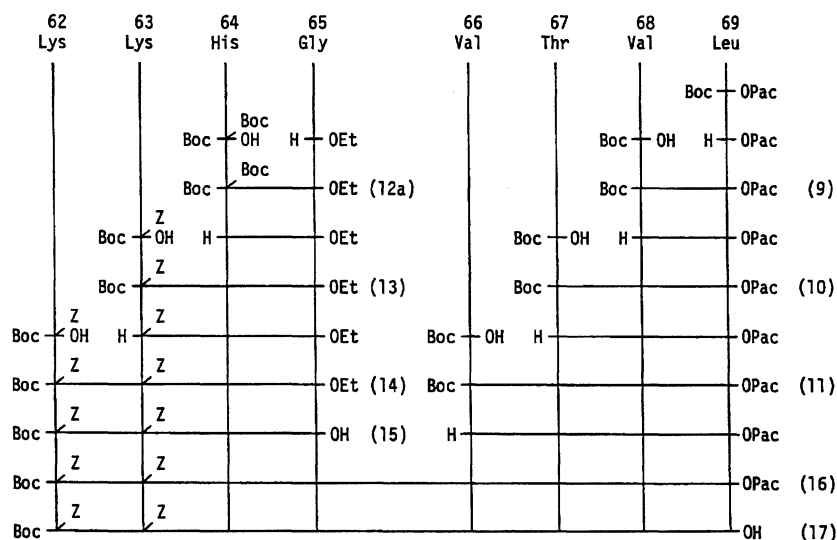 62 63 64 65 66 67 68 69
Lys Lys His Gly Val Thr Val Leu
Boc OPac
Boc
Boc OH H OEt Boc OH H OPac
Boc
Boc OEt (12a) Boc OPac (9)
Z
Boc OH H OEt Boc OH H OPac
Z
Boc OEt (13) Boc OPac (10)
Z Z
Boc OH H OEt Boc OH H OPac
Z Z
Boc OEt (14) Boc OPac (11)
Z Z
Boc OH (15) H OPac
Z Z
Boc OPac (16)
Z Z
Boc OH (17)